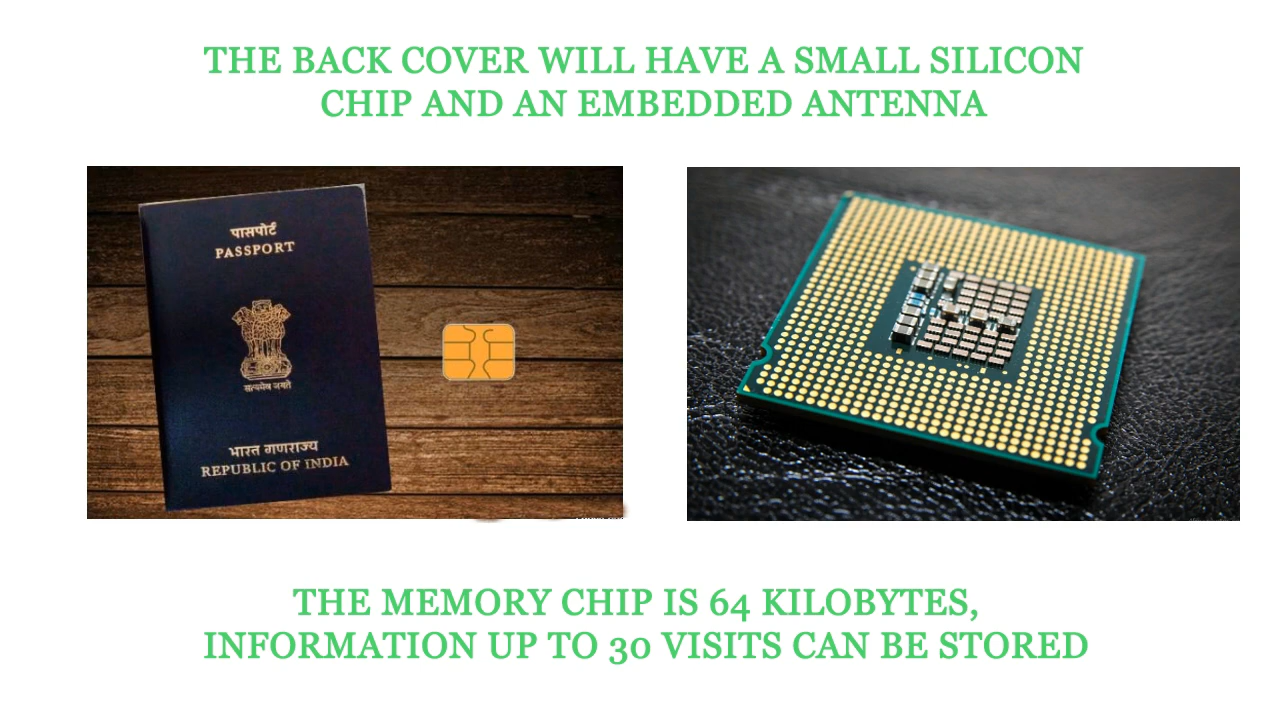 THE BACK COVER WILL HAVE A SMALL SILICON
CHIP AND AN EMBEDDED ANTENNA
पासपोर्ट
PASSPORT
सत्यमेव जयते
भारत गणराज्य
REPUBLIC OF INDIA
THE MEMORY CHIP IS 64 KILOBYTES,
INFORMATION UP TO 30 VISITS CAN BE STORED